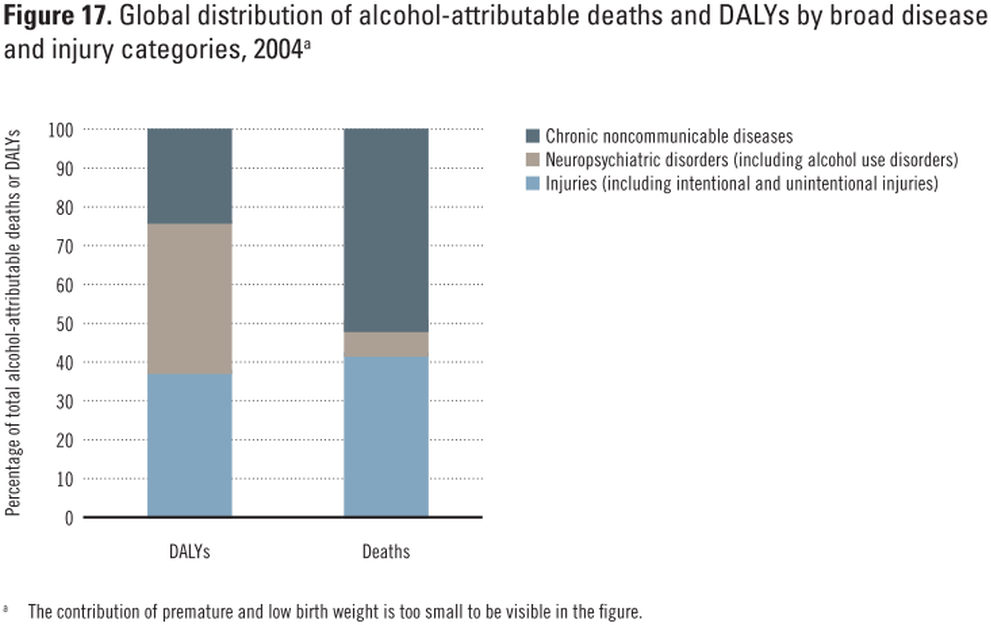 Figure 17. Global distribution of alcohol-attributable deaths and DALYs by broad disease
and injury categories, 2004ª
Percentage of total alcohol-attributable deaths or DALYs
100
90
80
70
60
50
40
30
20
10
0
DALYs
Deaths
Chronic noncommunicable diseases
Neuropsychiatric disorders (including alcohol use disorders)
Injuries (including intentional and unintentional injuries)
ª The contribution of premature and low birth weight is too small to be visible in the figure.